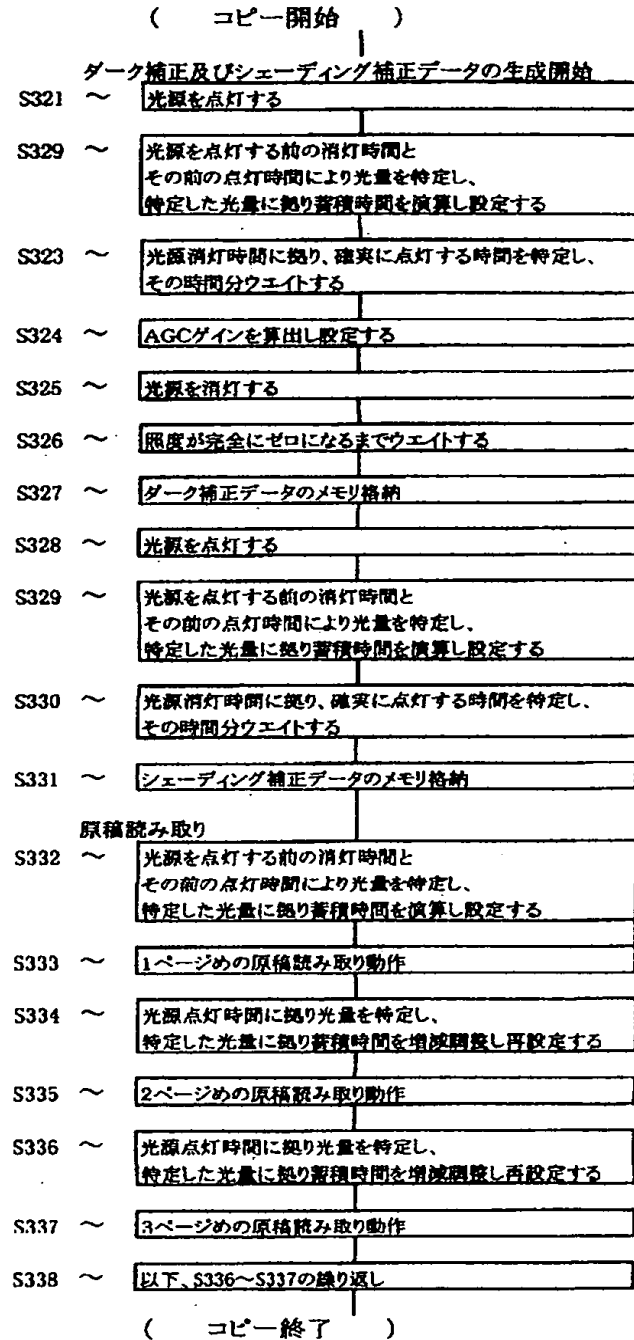 ( コピー開始 )
ダーク補正及びシェーディング補正データの生成開始
S321 ～ 光源を点灯する
S329 ～ 光源を点灯する前の消灯時間と
その前の点灯時間により光量を特定し、
特定した光量に拠り蓄積時間を演算し設定する
S323 ～ 光源消灯時間に拠り、確実に点灯する時間を特定し、
その時間分ウエイトする
S324 ～ AGCゲインを算出し設定する
S325 ～ 光源を消灯する
S326 ～ 照度が完全にゼロになるまでウエイトする
S327 ～ ダーク補正データのメモリ格納
S328 ～ 光源を点灯する
S329 ～ 光源を点灯する前の消灯時間と
その前の点灯時間により光量を特定し、
特定した光量に拠り蓄積時間を演算し設定する
S330 ～ 光源消灯時間に拠り、確実に点灯する時間を特定し、
その時間分ウエイトする
S331 ～ シェーディング補正データのメモリ格納
原稿読み取り
S332 ～ 光源を点灯する前の消灯時間と
その前の点灯時間により光量を特定し、
特定した光量に拠り蓄積時間を演算し設定する
S333 ～ 1ページめの原稿読み取り動作
S334 ～ 光源点灯時間に拠り光量を特定し、
特定した光量に拠り蓄積時間を増減調整し再設定する
S335 ～ 2ページめの原稿読み取り動作
S336 ～ 光源点灯時間に拠り光量を特定し、
特定した光量に拠り蓄積時間を増減調整し再設定する
S337 ～ 3ページめの原稿読み取り動作
S338 ～ 以下、S336～S337の繰り返し
( コピー終了 )